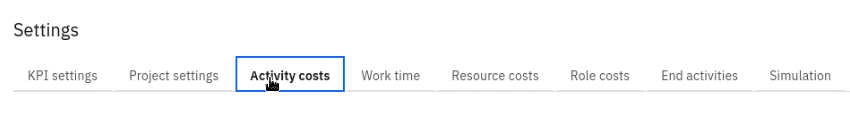 Settings
KPI settings Project settings Activity costs Work time Resource costs Role costs End activities Simulation